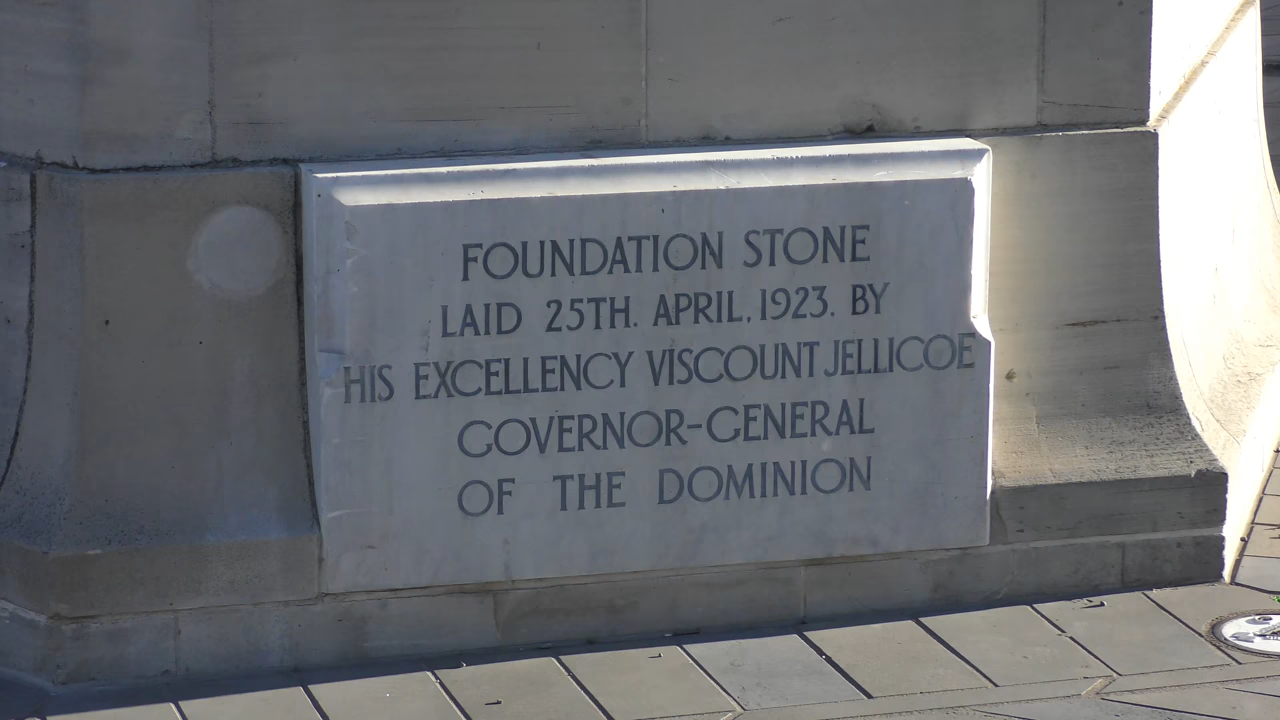 FOUNDATION STONE
LAID 25TH. APRIL, 1923. BY
HIS EXCELLENCY VISCOUNT JELLICOE
GOVERNOR-GENERAL
OF THE DOMINION